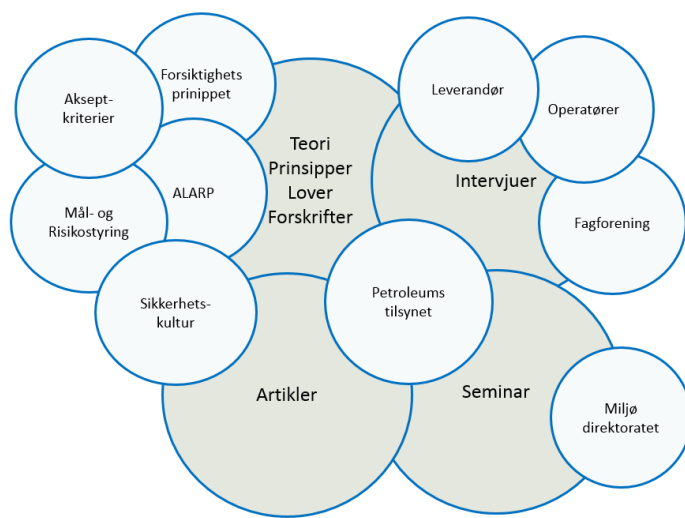 Forsiktighets
prinippet
Aksept-
kriterier
Leverandør
Operatører
Teori
Prinsipper
Lover
Forskrifter
Intervjuer
ALARP
Mål- og
Risikostyring
Fagforening
Sikkerhets-
kultur
Petroleums
tilsynet
Artikler
Seminar
Miljø
direktoratet